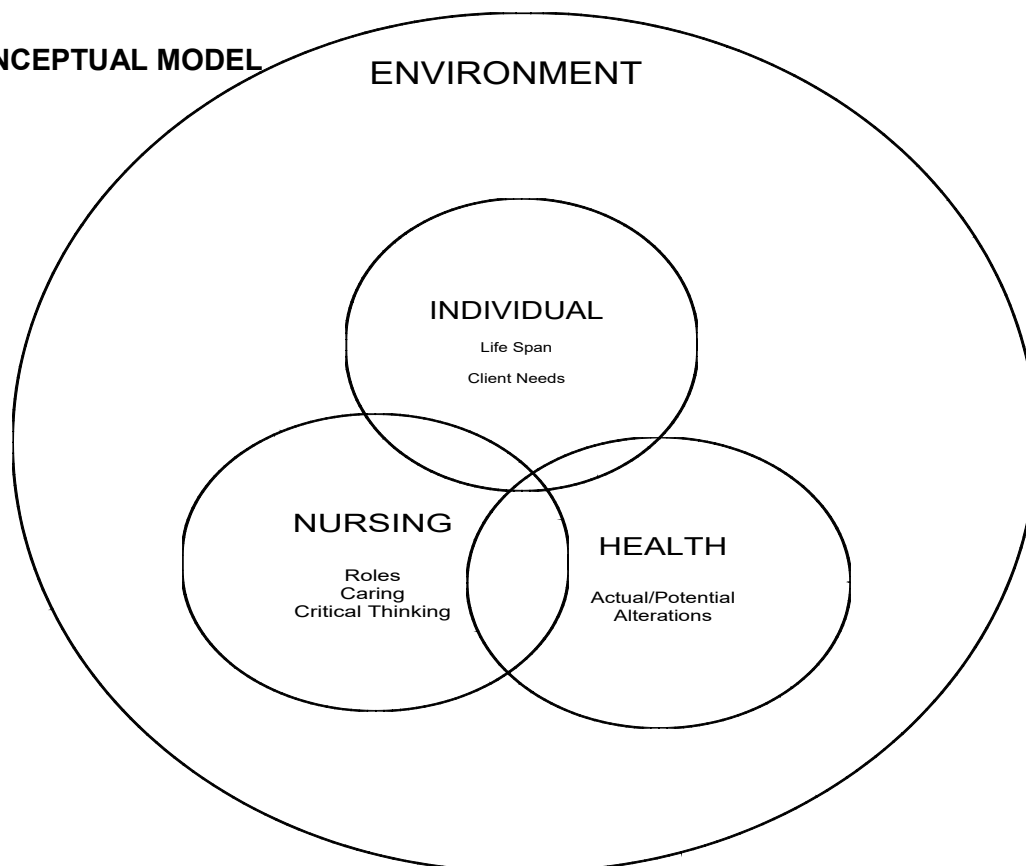 NCEPTUAL MODEL
ENVIRONMENT
INDIVIDUAL
Life Span
Client Needs
NURSING
Roles
Caring
Critical Thinking
HEALTH
Actual/Potential
Alterations